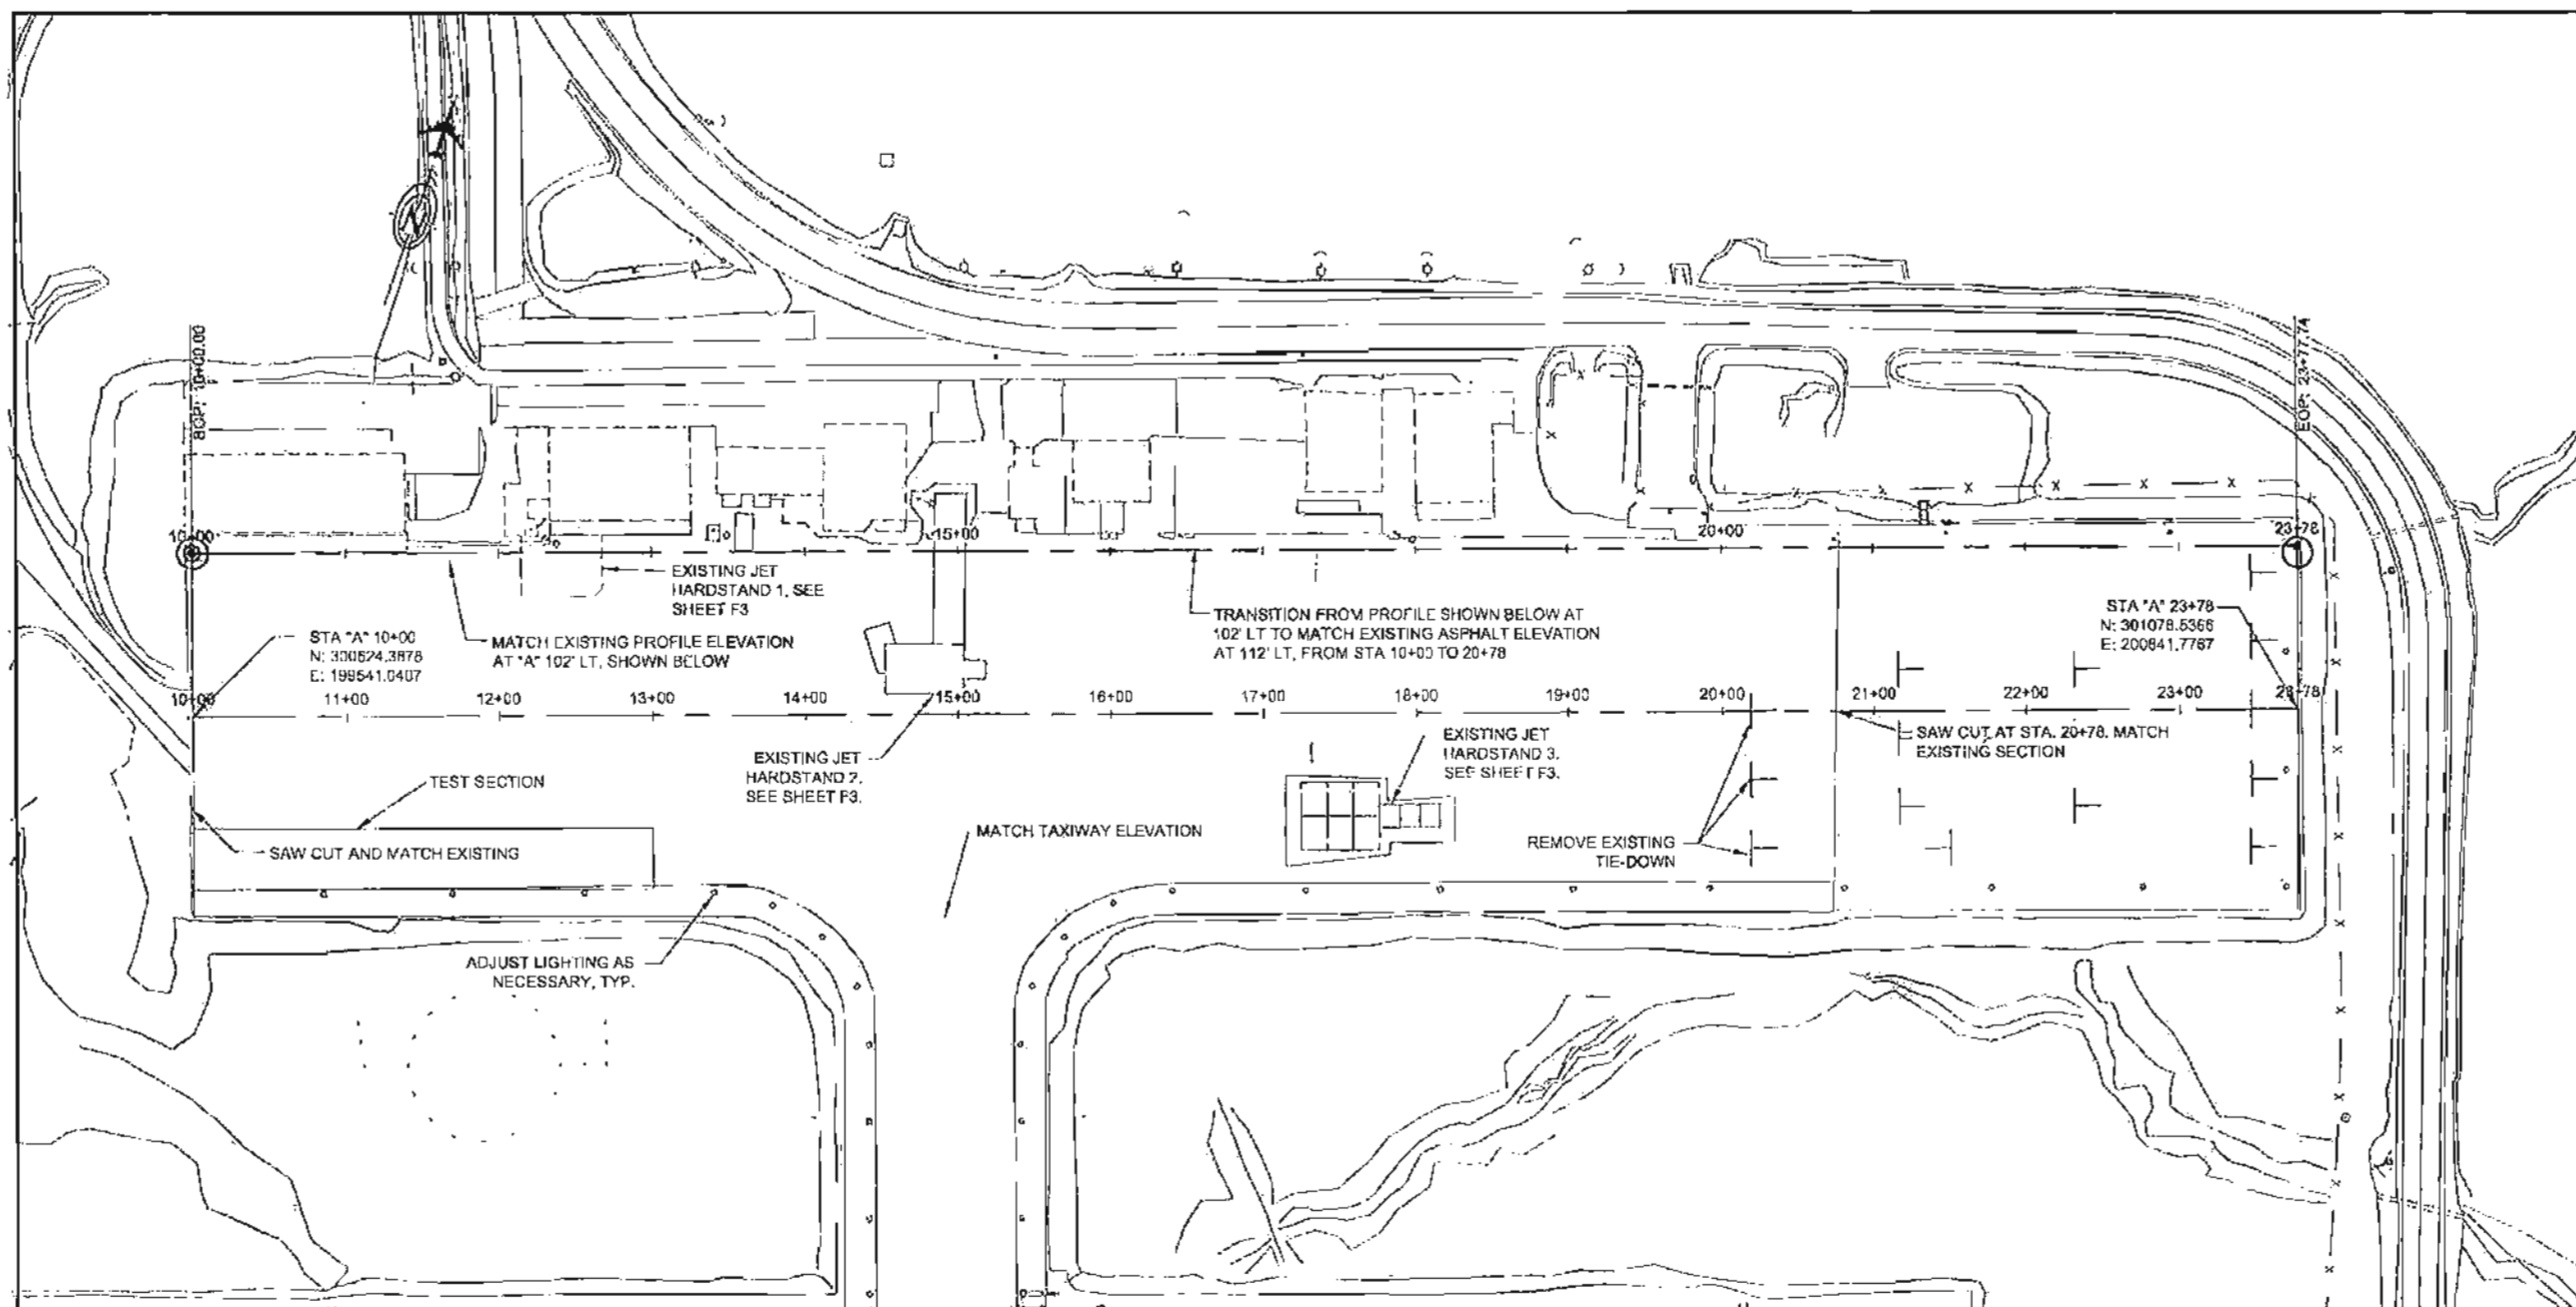 N
BOP: 10+00.00
EOP: 23+77.74
10+00
15+00
20+00
23+78
EXISTING JET
HARDSTAND 1, SEE
SHEET F3
MATCH EXISTING PROFILE ELEVATION
AT "A" 102' LT, SHOWN BELOW
TRANSITION FROM PROFILE SHOWN BELOW AT
102' LT TO MATCH EXISTING ASPHALT ELEVATION
AT 112' LT, FROM STA 10+00 TO 20+78
STA "A" 10+00
N: 300624.3878
E: 199541.0407
STA "A" 23+78
N: 301078.5366
E: 200841.7767
10+00
11+00
12+00
13+00
14+00
15+00
16+00
17+00
18+00
19+00
20+00
21+00
22+00
23+00
23+78
EXISTING JET
HARDSTAND 2,
SEE SHEET F3.
EXISTING JET
HARDSTAND 3.
SEE SHEET F3.
SAW CUT AT STA. 20+78. MATCH
EXISTING SECTION
TEST SECTION
SAW CUT AND MATCH EXISTING
MATCH TAXIWAY ELEVATION
REMOVE EXISTING
TIE-DOWN
ADJUST LIGHTING AS
NECESSARY, TYP.